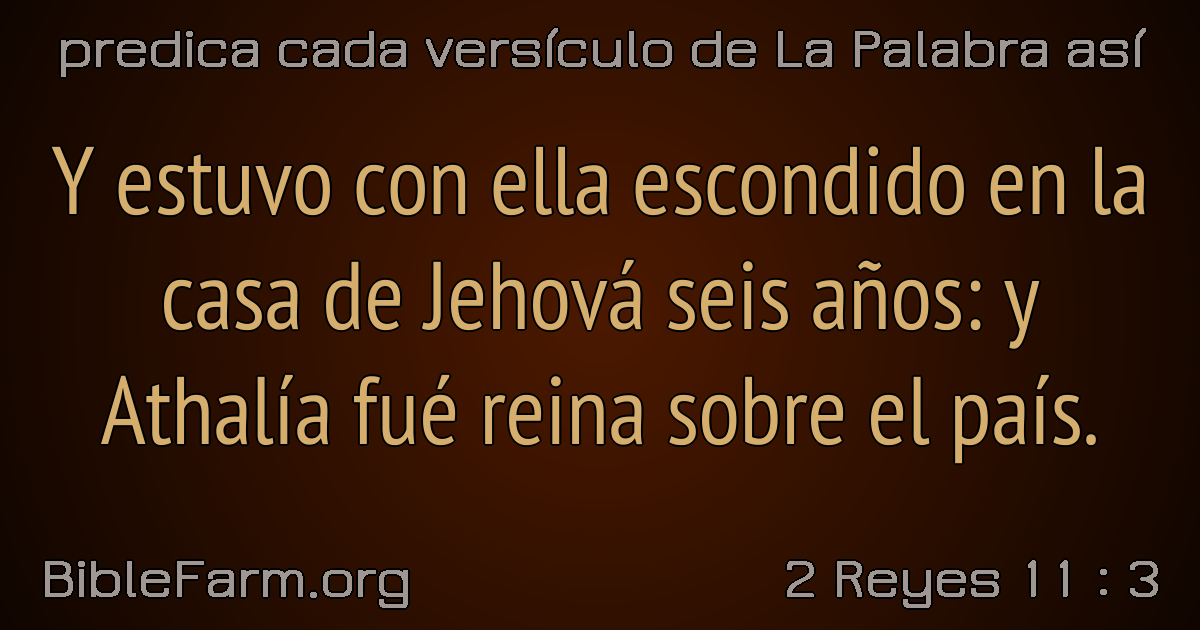 predica cada versículo de La Palabra así
Y estuvo con ella escondido en la
casa de Jehová seis años: y
Athalía fué reina sobre el país.
BibleFarm.org
2 Reyes 11 : 3